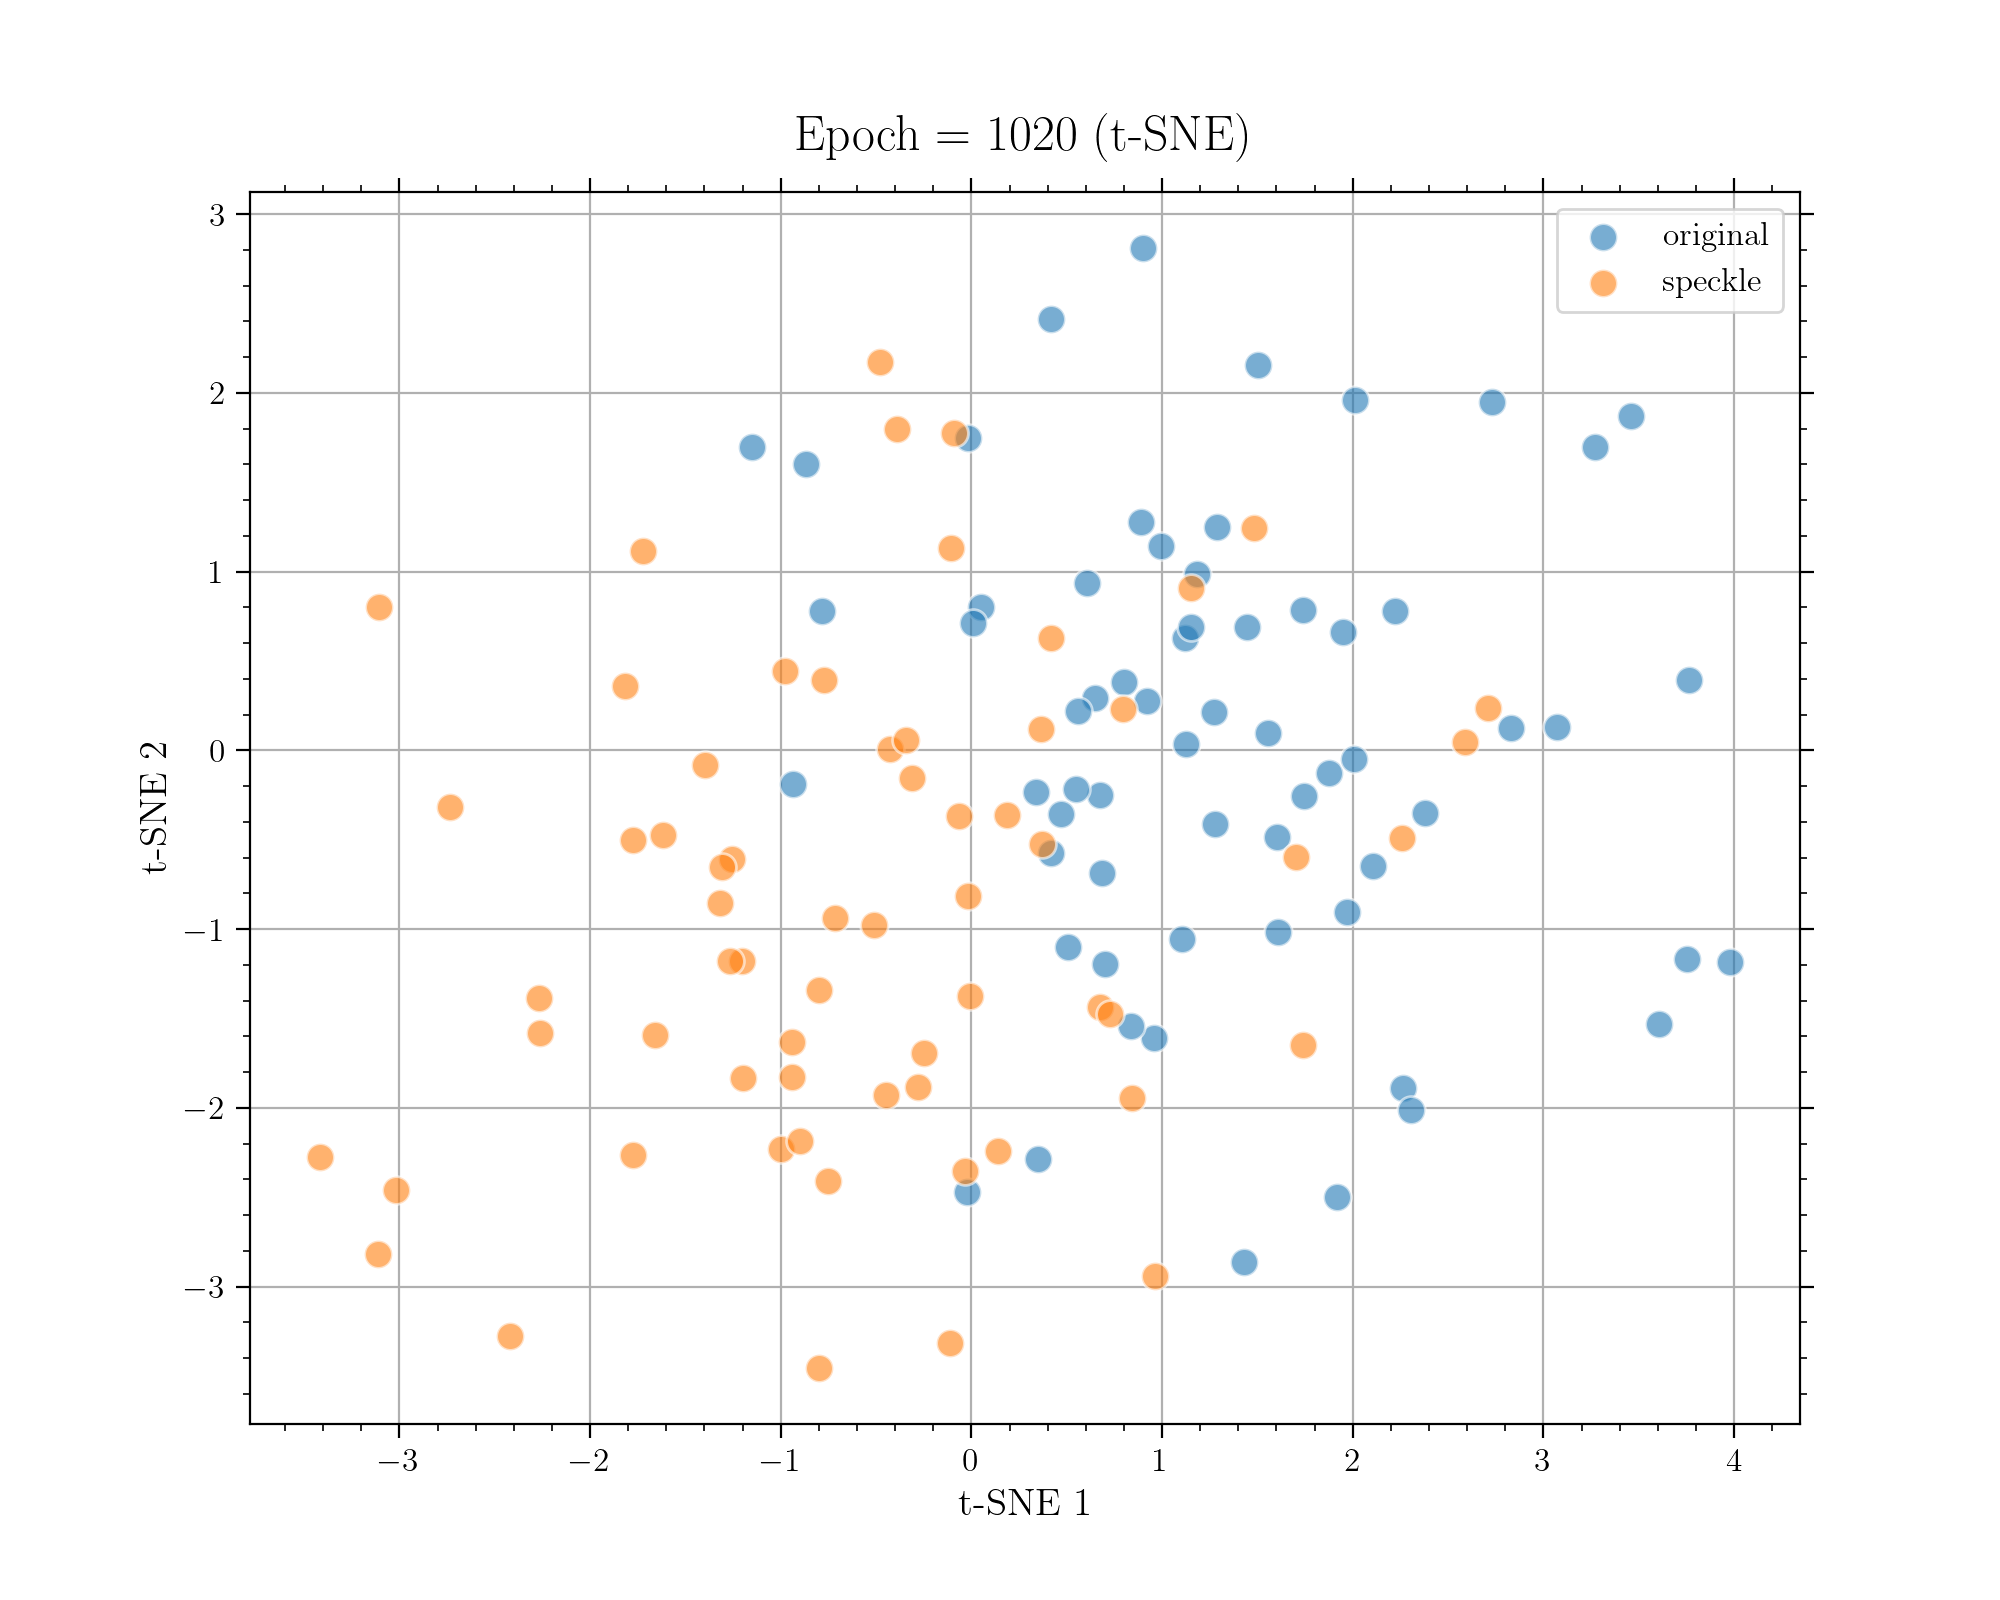 Epoch = 1020 (t-SNE)
original
speckle
3
2
1
0
−1
−2
−3
t-SNE 2
−3 −2 −1 0 1 2 3 4
t-SNE 1